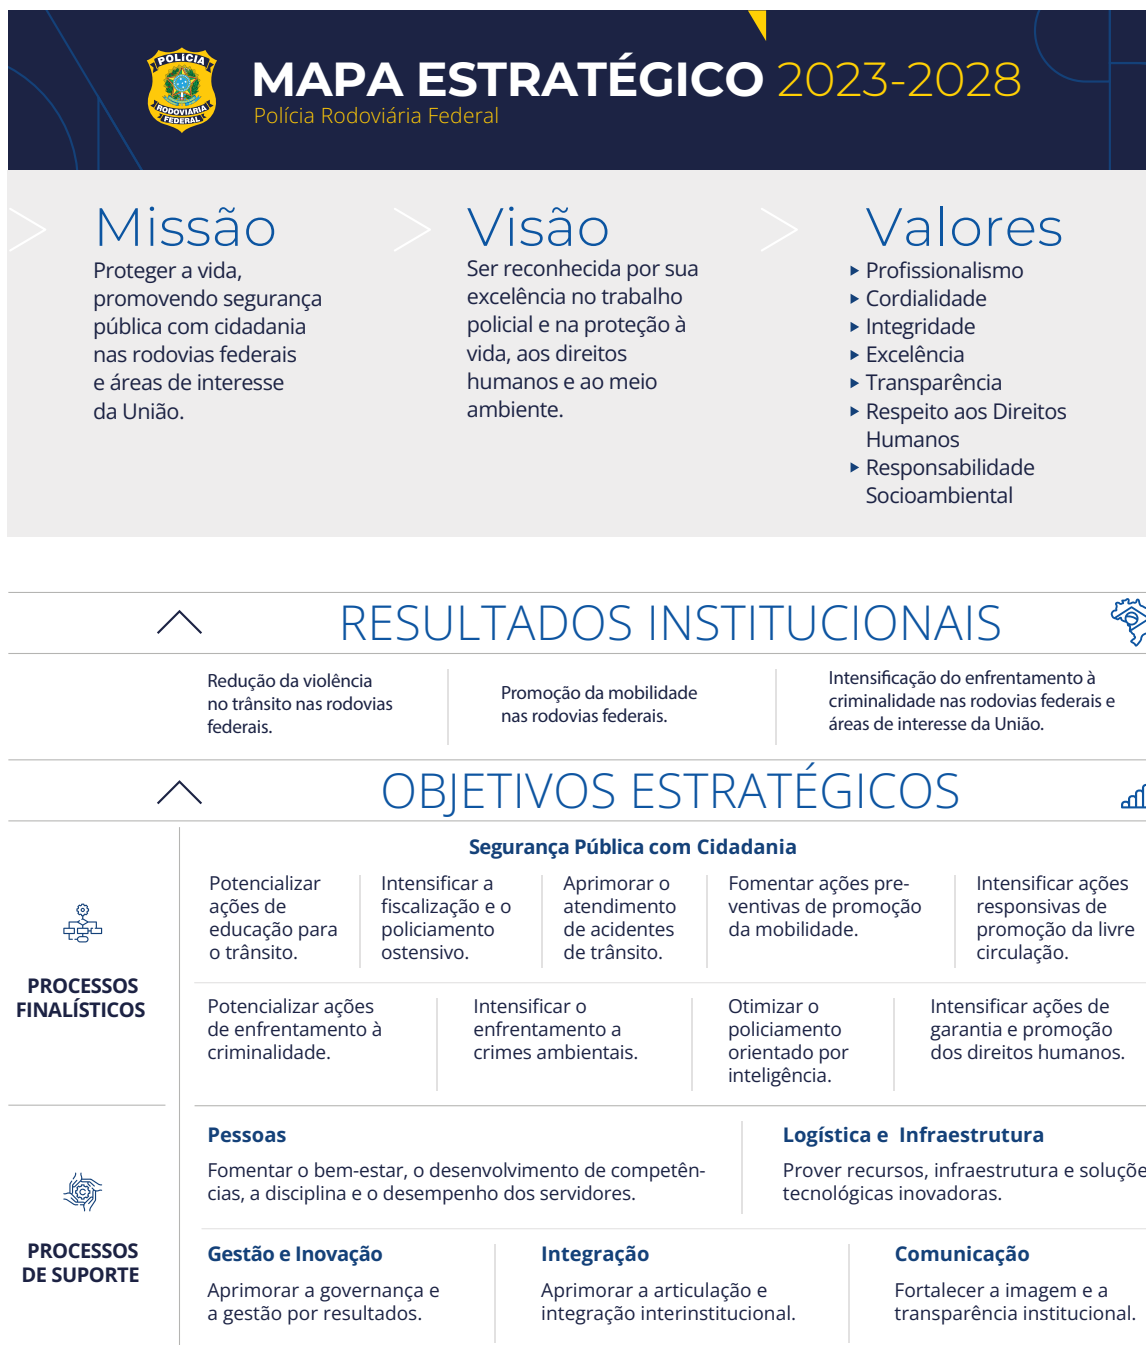 POLICIA
RODOVIARIA
FEDERAL
MAPA ESTRATÉGICO 2023-2028
Polícia Rodoviária Federal
Missão
Proteger a vida,
promovendo segurança
pública com cidadania
nas rodovias federais
e áreas de interesse
da União.
Visão
Ser reconhecida por sua
excelência no trabalho
policial e na proteção à
vida, aos direitos
humanos e ao meio
ambiente.
Valores
Profissionalismo
Cordialidade
Integridade
Excelência
Transparência
Respeito aos Direitos
Humanos
Responsabilidade
Socioambiental
RESULTADOS INSTITUCIONAIS
Redução da violência
no trânsito nas rodovias
federais.
Promoção da mobilidade
nas rodovias federais.
Intensificação do enfrentamento à
criminalidade nas rodovias federais e
áreas de interesse da União.
OBJETIVOS ESTRATÉGICOS
PROCESSOS
FINALÍSTICOS
Segurança Pública com Cidadania
Potencializar
ações de
educação para
o trânsito.
Intensificar a
fiscalização e o
policiamento
ostensivo.
Aprimorar o
atendimento
de acidentes
de trânsito.
Fomentar ações pre-
ventivas de promoção
da mobilidade.
Intensificar ações
responsivas de
promoção da livre
circulação.
Potencializar ações
de enfrentamento à
criminalidade.
Intensificar o
enfrentamento a
crimes ambientais.
Otimizar o
policiamento
orientado por
inteligência.
Intensificar ações de
garantia e promoção
dos direitos humanos.
PROCESSOS
DE SUPORTE
Pessoas
Fomentar o bem-estar, o desenvolvimento de competên-
cias, a disciplina e o desempenho dos servidores.
Logística e Infraestrutura
Prover recursos, infraestrutura e soluçõe
tecnológicas inovadoras.
Gestão e Inovação
Aprimorar a governança e
a gestão por resultados.
Integração
Aprimorar a articulação e
integração interinstitucional.
Comunicação
Fortalecer a imagem e a
transparência institucional.